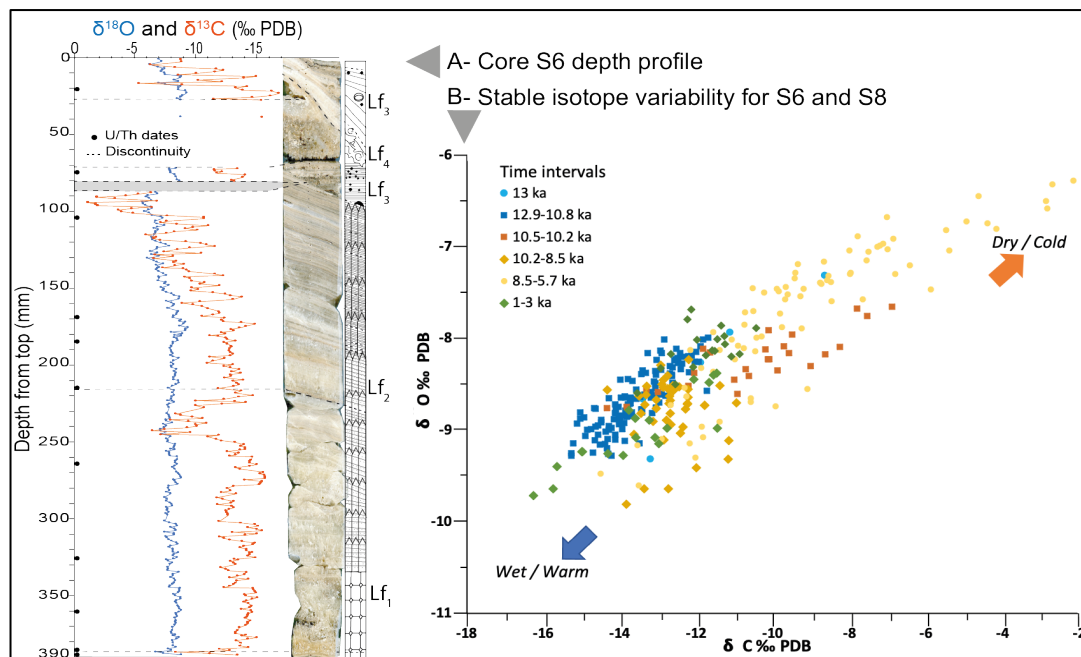 δ18O and δ13C (‰ PDB)
0 -5 -10 -15
A- Core S6 depth profile
B- Stable isotope variability for S6 and S8
Depth from top (mm)
0
50
100
150
200
250
300
350
390
U/Th dates
Discontinuity
Lf3
Lf4
Lf3
Lf2
Lf1
δ O ‰ PDB
-6
-7
-8
-9
-10
-11
Time intervals
13 ka
12.9-10.8 ka
10.5-10.2 ka
10.2-8.5 ka
8.5-5.7 ka
1-3 ka
Dry / Cold
Wet / Warm
-18 -16 -14 -12 -10 -8 -6 -4 -2
δ C ‰ PDB